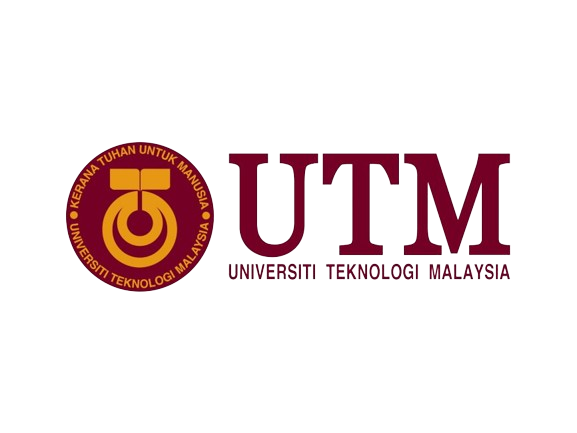 KERANA TUHAN UNTUK MANUSIA
UNIVERSITI TEKNOLOGI MALAYSIA
UTM
UNIVERSITI TEKNOLOGI MALAYSIA